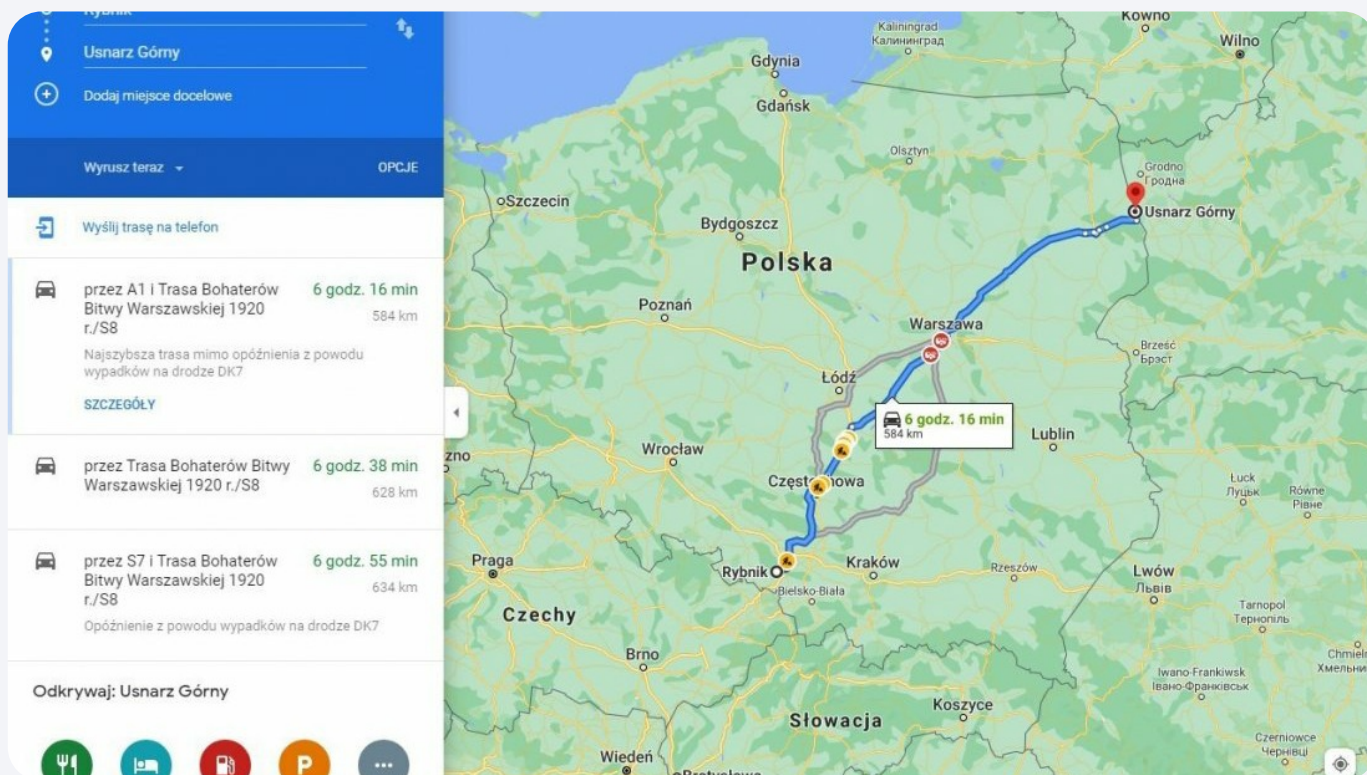 Rybnik
Usnarz Górny
Dodaj miejsce docelowe
Wyrusz teraz
OPCJE
Wyślij trasę na telefon
przez A1 i Trasa Bohaterów
Bitwy Warszawskiej 1920
r./S8
6 godz. 16 min
584 km
Najszybsza trasa mimo opóźnienia z powodu
wypadków na drodze DK7
SZCZEGÓŁY
przez Trasa Bohaterów Bitwy
Warszawskiej 1920 r./S8
6 godz. 38 min
628 km
przez S7 i Trasa Bohaterów
Bitwy Warszawskiej 1920
r./S8
6 godz. 55 min
634 km
Opóźnienie z powodu wypadków na drodze DK7
Odkrywaj: Usnarz Górny
P
Kaliningrad
Калининград
Kowno
Wilno
Gdynia
Gdańsk
Olsztyn
Grodno
Гродна
Szczecin
Usnarz Górny
Bydgoszcz
Polska
Poznań
Warszawa
Brześć
Брэст
Łódź
6 godz. 16 min
584 km
Lublin
Wrocław
zno
Częstochowa
Łuck
Луцьк
Równe
Рівне
Praga
Rybnik
Kraków
Rzeszów
Lwów
Львів
Bielsko-Biała
Tarnopol
Тернопіль
Czechy
Brno
Chmieln
Хмельни
Iwano-Frankiwsk
Івано-Франківськ
Koszyce
Słowacja
Czerniowce
Чернівці
Wiedeń
Bratysława